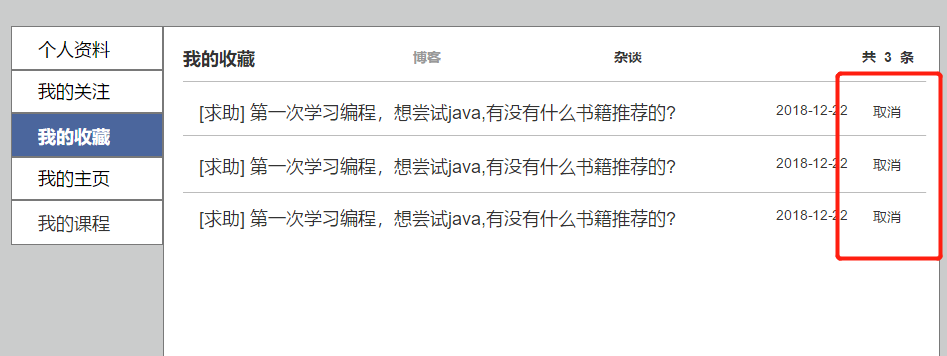 个人资料
我的关注
我的收藏
我的主页
我的课程
我的收藏 博客 杂谈 共 3 条
[求助] 第一次学习编程，想尝试java,有没有什么书籍推荐的? 2018-12-22 取消
[求助] 第一次学习编程，想尝试java,有没有什么书籍推荐的? 2018-12-22 取消
[求助] 第一次学习编程，想尝试java,有没有什么书籍推荐的? 2018-12-22 取消